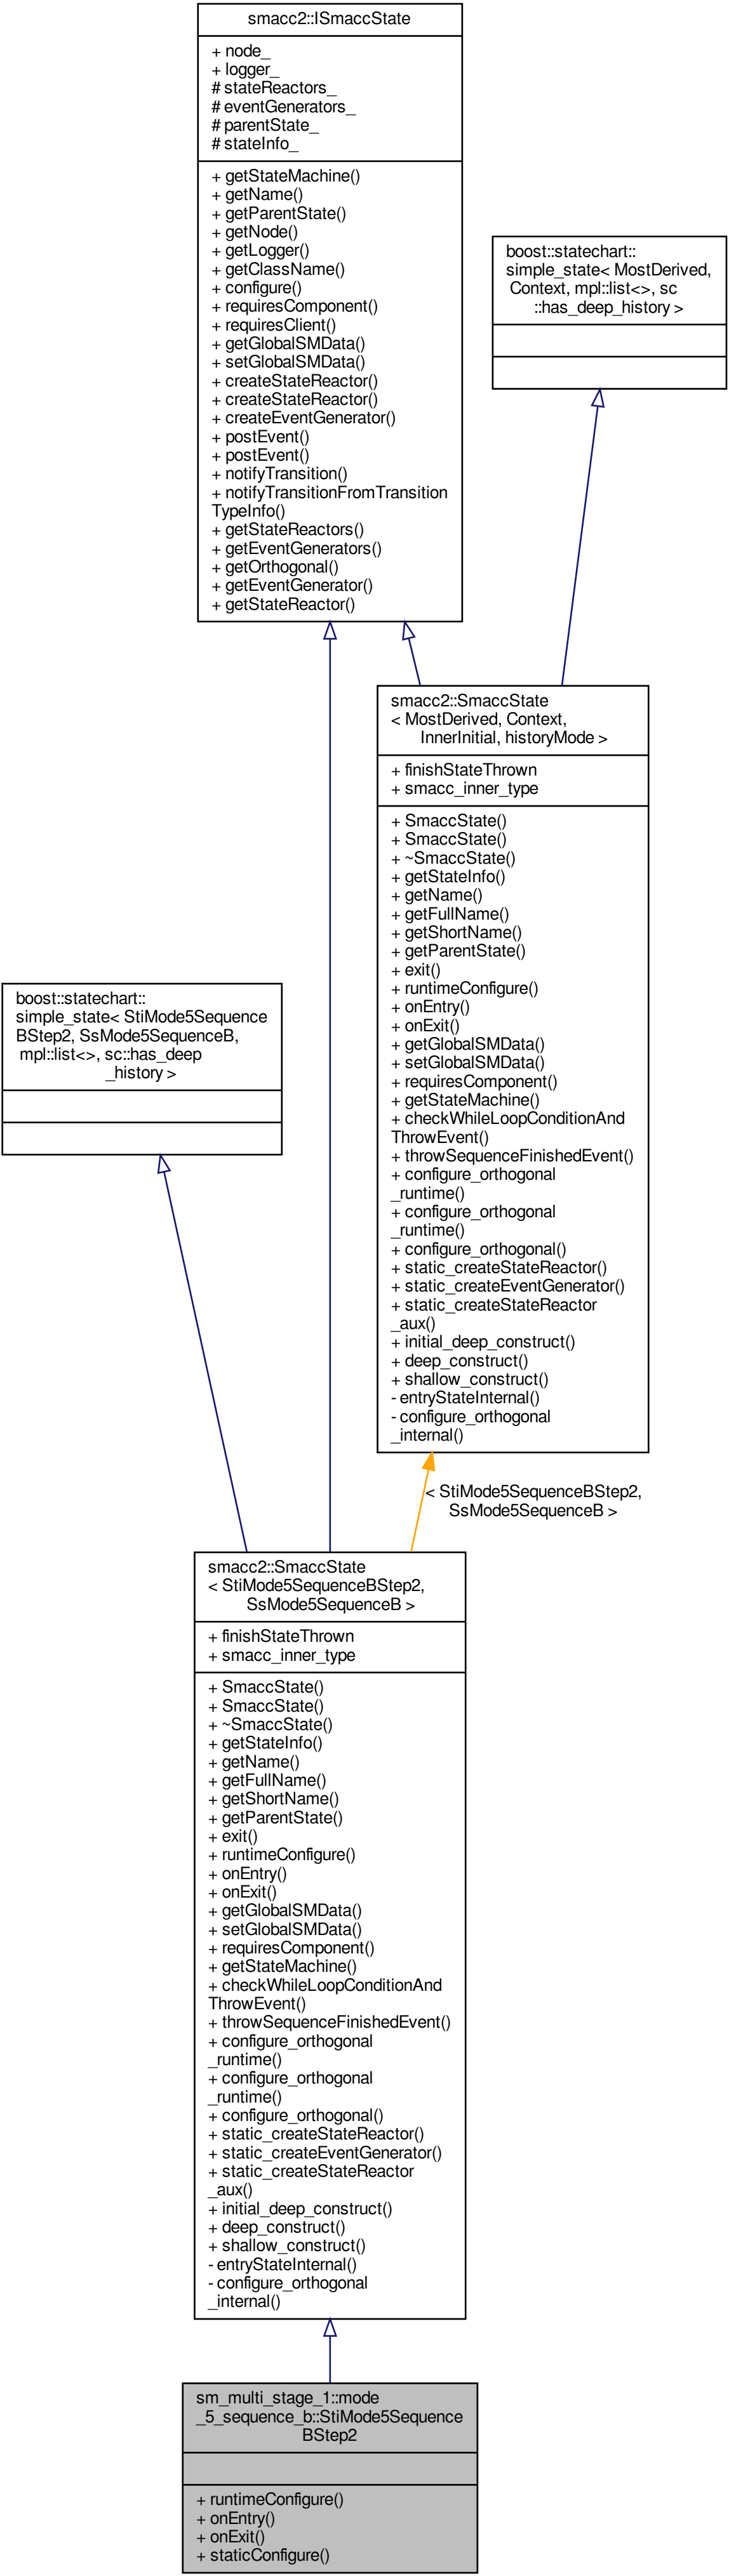 smacc2::ISmaccState
+ node_
+ logger_
# stateReactors_
# eventGenerators_
# parentState_
# stateInfo_
+ getStateMachine()
+ getName()
+ getParentState()
+ getNode()
+ getLogger()
+ getClassName()
+ configure()
+ requiresComponent()
+ requiresClient()
+ getGlobalSMData()
+ setGlobalSMData()
+ createStateReactor()
+ createStateReactor()
+ createEventGenerator()
+ postEvent()
+ postEvent()
+ notifyTransition()
+ notifyTransitionFromTransition
TypeInfo()
+ getStateReactors()
+ getEventGenerators()
+ getOrthogonal()
+ getEventGenerator()
+ getStateReactor()
boost::statechart::
simple_state< MostDerived,
Context, mpl::list<>, sc
::has_deep_history >
smacc2::SmaccState
< MostDerived, Context,
InnerInitial, historyMode >
+ finishStateThrown
+ smacc_inner_type
+ SmaccState()
+ SmaccState()
+ ~SmaccState()
+ getStateInfo()
+ getName()
+ getFullName()
+ getShortName()
+ getParentState()
+ exit()
+ runtimeConfigure()
+ onEntry()
+ onExit()
+ getGlobalSMData()
+ setGlobalSMData()
+ requiresComponent()
+ getStateMachine()
+ checkWhileLoopConditionAnd
ThrowEvent()
+ throwSequenceFinishedEvent()
+ configure_orthogonal
_runtime()
+ configure_orthogonal
_runtime()
+ configure_orthogonal()
+ static_createStateReactor()
+ static_createEventGenerator()
+ static_createStateReactor
_aux()
+ initial_deep_construct()
+ deep_construct()
+ shallow_construct()
- entryStateInternal()
- configure_orthogonal
_internal()
boost::statechart::
simple_state< StiMode5Sequence
BStep2, SsMode5SequenceB,
mpl::list<>, sc::has_deep
_history >
< StiMode5SequenceBStep2,
SsMode5SequenceB >
smacc2::SmaccState
< StiMode5SequenceBStep2,
SsMode5SequenceB >
+ finishStateThrown
+ smacc_inner_type
+ SmaccState()
+ SmaccState()
+ ~SmaccState()
+ getStateInfo()
+ getName()
+ getFullName()
+ getShortName()
+ getParentState()
+ exit()
+ runtimeConfigure()
+ onEntry()
+ onExit()
+ getGlobalSMData()
+ setGlobalSMData()
+ requiresComponent()
+ getStateMachine()
+ checkWhileLoopConditionAnd
ThrowEvent()
+ throwSequenceFinishedEvent()
+ configure_orthogonal
_runtime()
+ configure_orthogonal
_runtime()
+ configure_orthogonal()
+ static_createStateReactor()
+ static_createEventGenerator()
+ static_createStateReactor
_aux()
+ initial_deep_construct()
+ deep_construct()
+ shallow_construct()
- entryStateInternal()
- configure_orthogonal
_internal()
sm_multi_stage_1::mode
_5_sequence_b::StiMode5Sequence
BStep2
+ runtimeConfigure()
+ onEntry()
+ onExit()
+ staticConfigure()